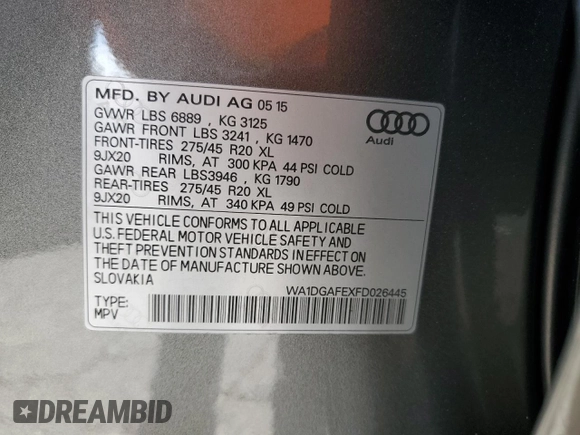 MFD. BY AUDI AG 05 15
GVWR LBS 6889 , KG 3125
GAWR FRONT LBS 3241 , KG 1470
FRONT-TIRES 275/45 R20 XL
9JX20 RIMS, AT 300 KPA 44 PSI COLD
GAWR REAR LBS3946 , KG 1790
REAR-TIRES 275/45 R20 XL
9JX20 RIMS, AT 340 KPA 49 PSI COLD
Audi
THIS VEHICLE CONFORMS TO ALL APPLICABLE
U.S. FEDERAL MOTOR VEHICLE SAFETY AND
THEFT PREVENTION STANDARDS IN EFFECT ON
THE DATE OF MANUFACTURE SHOWN ABOVE.
SLOVAKIA
WA1DGAFEXFD026445
TYPE:
MPV
DREAMBID